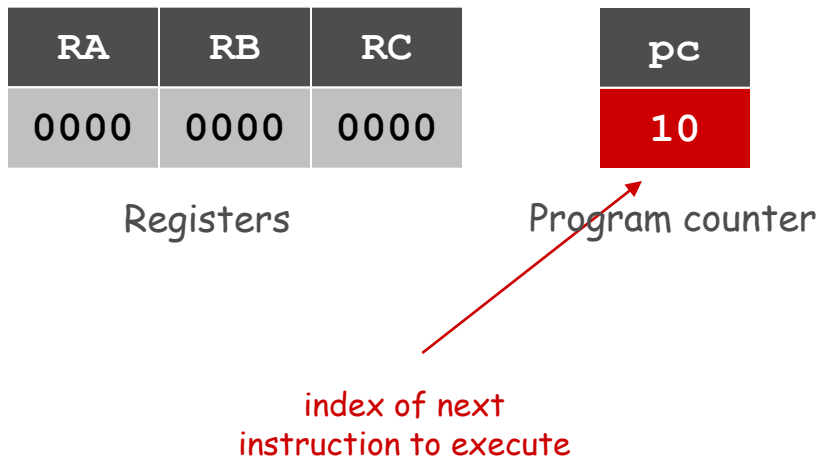 RA RB RC pc
0000 0000 0000 10
Registers Program counter
index of next
instruction to execute